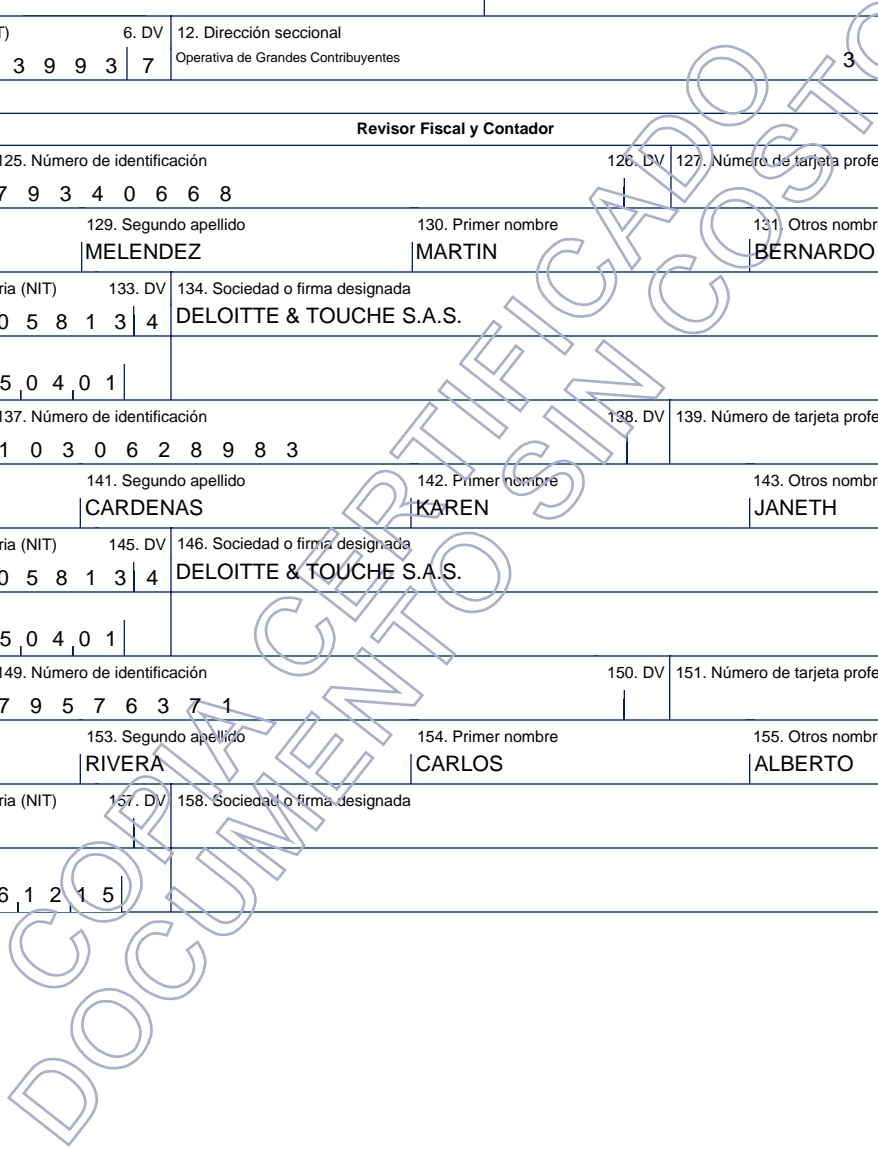 T) 6. DV 12. Dirección seccional
3 9 9 3 7 Operativa de Grandes Contribuyentes 3
Revisor Fiscal y Contador
125. Número de identificación 126. DV 127. Número de tarjeta profe
7 9 3 4 0 6 6 8
129. Segundo apellido 130. Primer nombre 131. Otros nombr
MELENDEZ MARTIN BERNARDO
ria (NIT) 133. DV 134. Sociedad o firma designada
0 5 8 1 3 4 DELOITTE & TOUCHE S.A.S.
5 0 4 0 1
137. Número de identificación 138. DV 139. Número de tarjeta profe
1 0 3 0 6 2 8 9 8 3
141. Segundo apellido 142. Primer nombre 143. Otros nombr
CARDENAS KAREN JANETH
ria (NIT) 145. DV 146. Sociedad o firma designada
0 5 8 1 3 4 DELOITTE & TOUCHE S.A.S.
5 0 4 0 1
149. Número de identificación 150. DV 151. Número de tarjeta profe
7 9 5 7 6 3 7 1
153. Segundo apellido 154. Primer nombre 155. Otros nombr
RIVERA CARLOS ALBERTO
ria (NIT) 157. DV 158. Sociedad o firma designada
6 1 2 1 5
COPIA CERTIFICADO
DOCUMENTO SIN COSTO